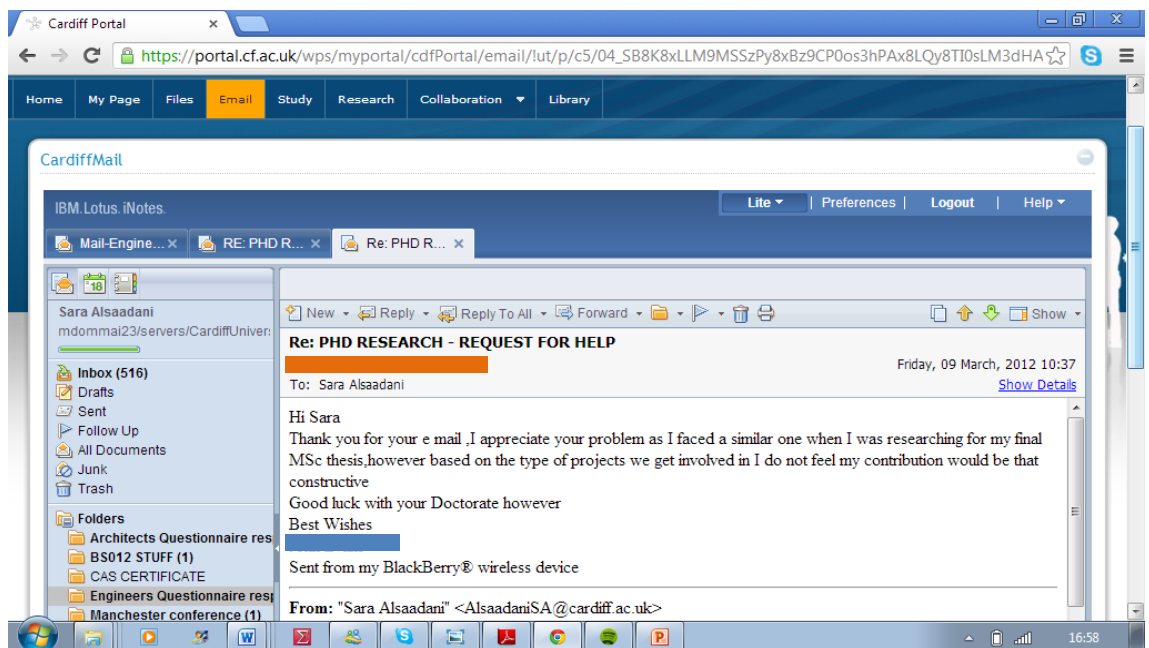 Cardiff Portal
https://portal.cf.ac.uk/wps/myportal/cdfPortal/email/!ut/p/c5/04_SB8K8xLLM9MSSzPy8xBz9CP0os3hPAx8LQy8TI0sLM3dHA
Home My Page Files Email Study Research Collaboration Library
CardiffMail
IBM.Lotus.iNotes. Lite | Preferences | Logout | Help
Mail-Engine... RE: PHD R... Re: PHD R...
18
Sara Alsaadani
mdommai23/servers/CardiffUniver:
Inbox (516)
Drafts
Sent
Follow Up
All Documents
Junk
Trash
Folders
Architects Questionnaire res
BS012 STUFF (1)
CAS CERTIFICATE
Engineers Questionnaire resp
Manchester conference (1)
New Reply Reply To All Forward Show
Re: PHD RESEARCH - REQUEST FOR HELP
Friday, 09 March, 2012 10:37
To: Sara Alsaadani Show Details
Hi Sara
Thank you for your e mail ,I appreciate your problem as I faced a similar one when I was researching for my final
MSc thesis,however based on the type of projects we get involved in I do not feel my contribution would be that
constructive
Good luck with your Doctorate however
Best Wishes
Sent from my BlackBerry® wireless device
From: "Sara Alsaadani" <AlsaadaniSA@cardiff.ac.uk>
16:58